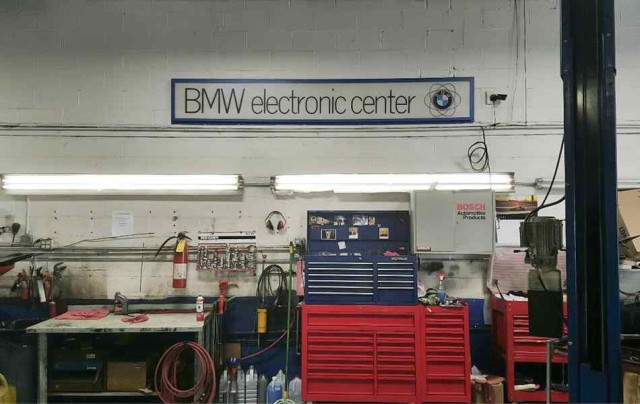 BMW electronic center
BOSCH
Automotive
Products